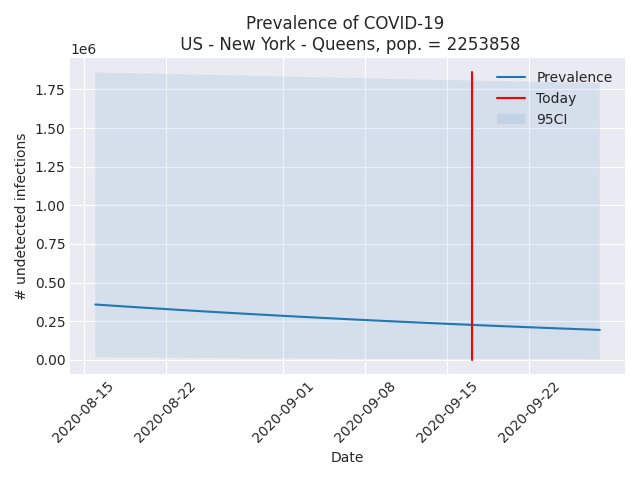 Prevalence of COVID-19
US - New York - Queens, pop. = 2253858
1e6
Prevalence
Today
95CI
1.75
1.50
1.25
1.00
0.75
0.50
0.25
0.00
# undetected infections
2020-08-15
2020-08-22
2020-09-01
2020-09-08
2020-09-15
2020-09-22
Date